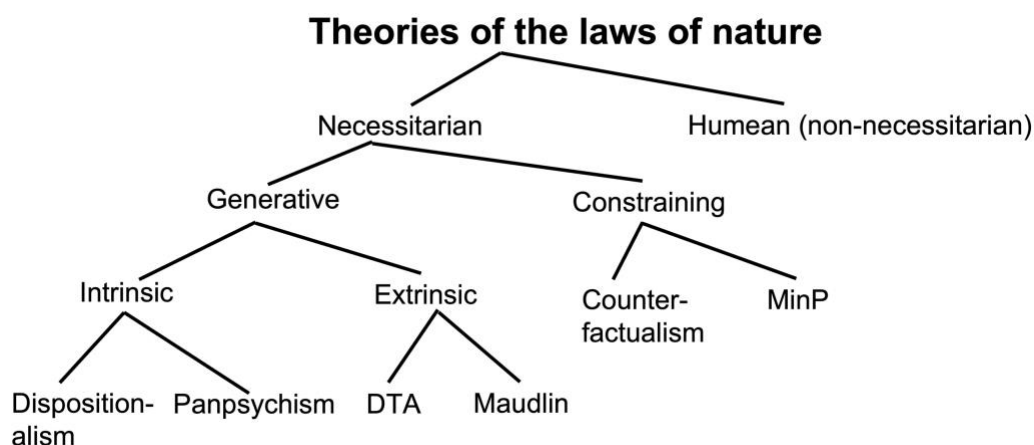 Theories of the laws of nature
Necessitarian
Humean (non-necessitarian)
Generative
Constraining
Intrinsic
Extrinsic
Counter-
factualism
MinP
Disposition-
alism
Panpsychism
DTA
Maudlin